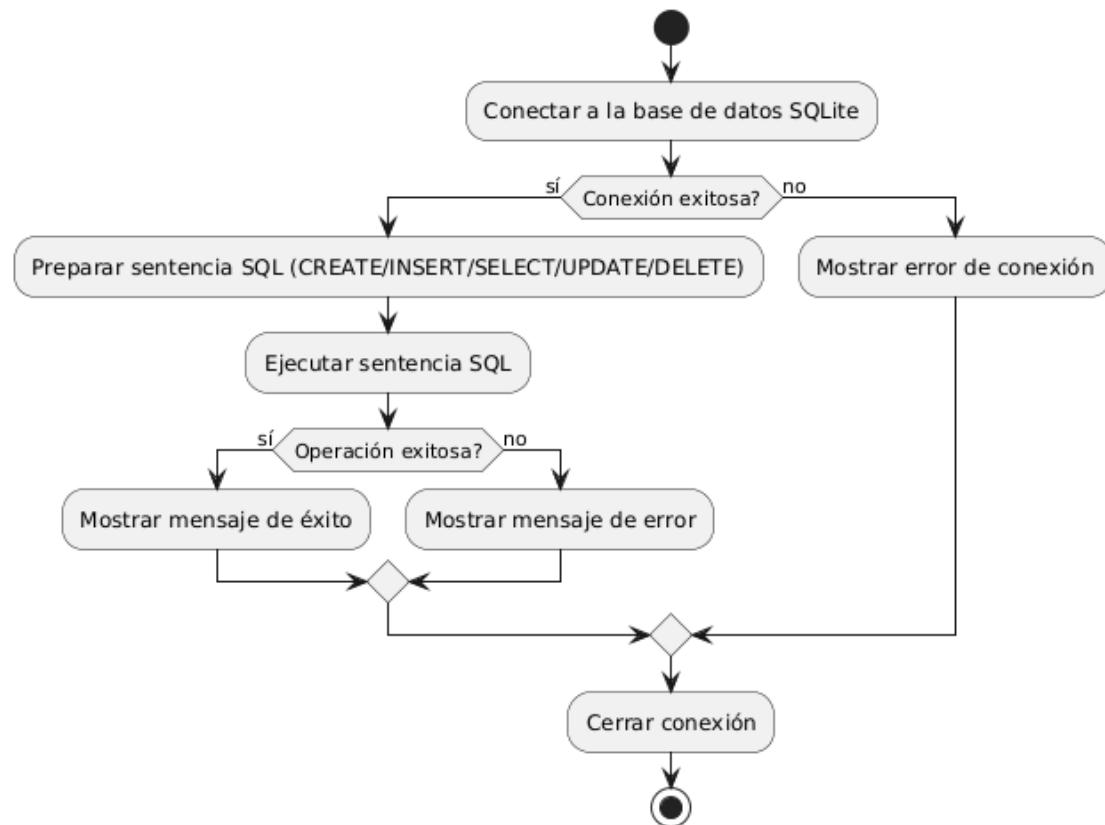 Conectar a la base de datos SQLite
sí
Conexión exitosa?
no
Preparar sentencia SQL (CREATE/INSERT/SELECT/UPDATE/DELETE)
Mostrar error de conexión
Ejecutar sentencia SQL
sí
Operación exitosa?
no
Mostrar mensaje de éxito
Mostrar mensaje de error
Cerrar conexión